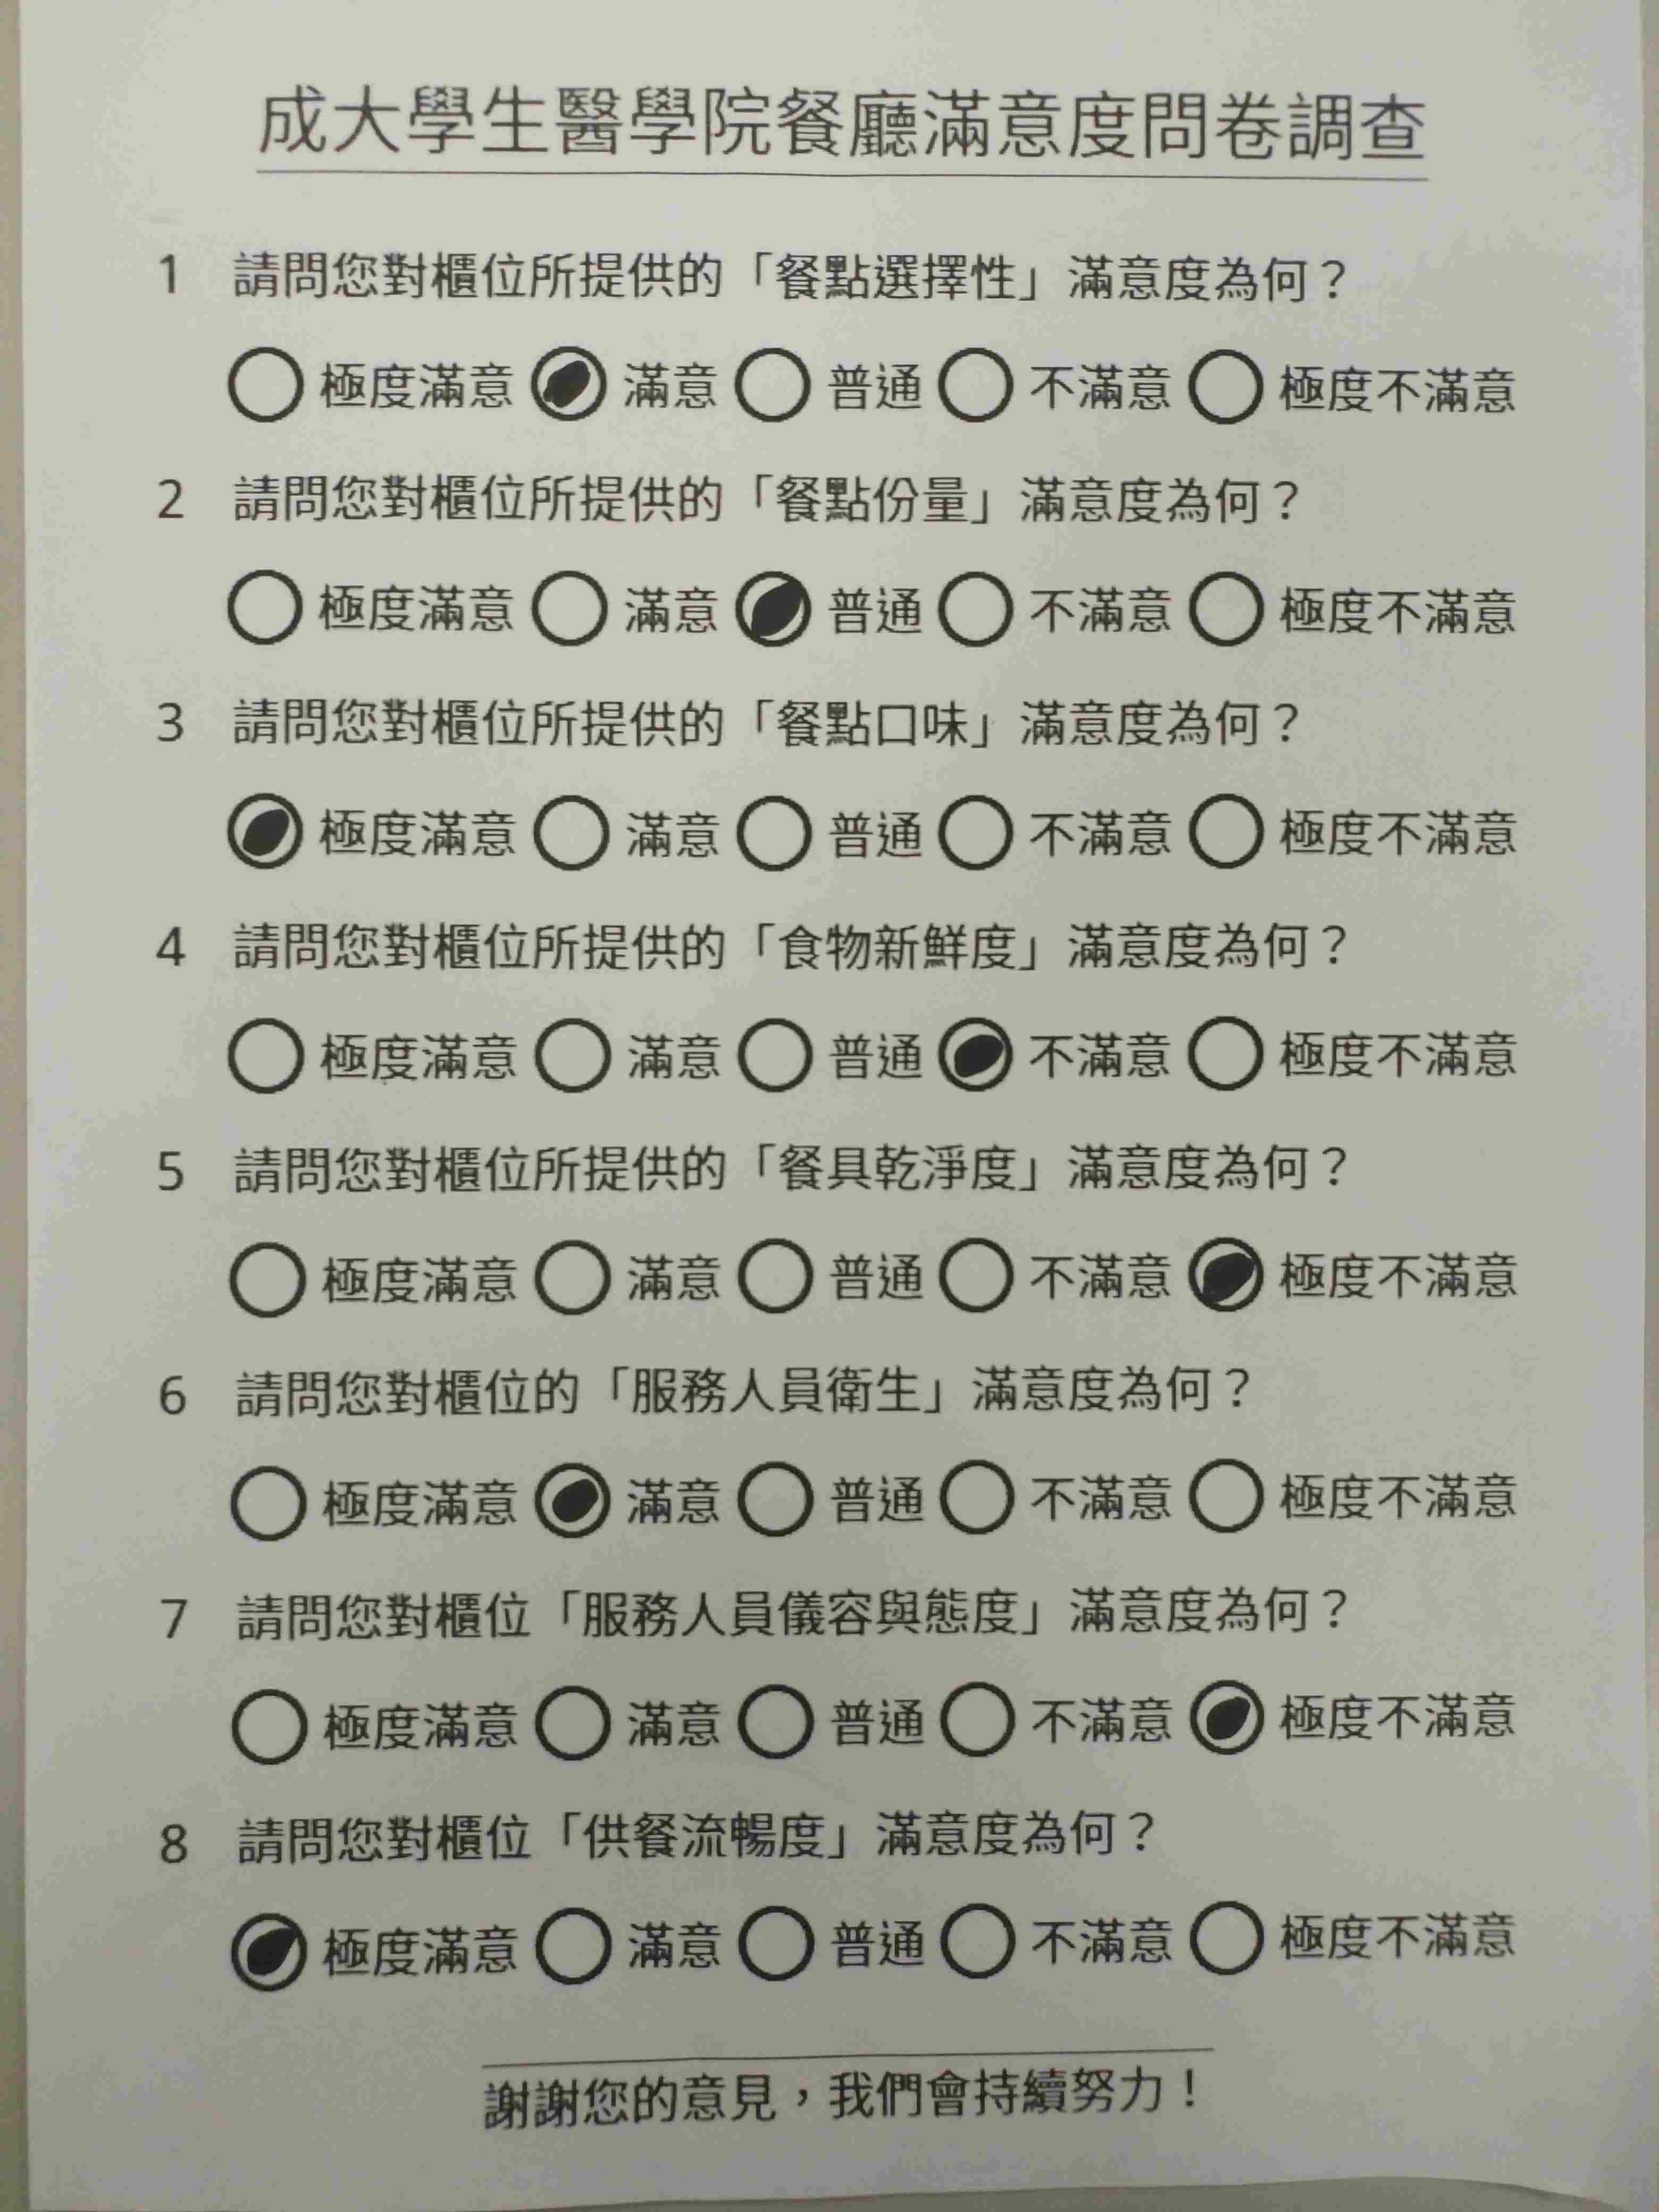 成大學生醫學院餐廳滿意度問卷調查
1 請問您對櫃位所提供的「餐點選擇性」滿意度為何？
極度滿意 滿意 普通 不滿意 極度不滿意
2 請問您對櫃位所提供的「餐點份量」滿意度為何？
極度滿意 滿意 普通 不滿意 極度不滿意
3 請問您對櫃位所提供的「餐點口味」滿意度為何？
極度滿意 滿意 普通 不滿意 極度不滿意
4 請問您對櫃位所提供的「食物新鮮度」滿意度為何？
極度滿意 滿意 普通 不滿意 極度不滿意
5 請問您對櫃位所提供的「餐具乾淨度」滿意度為何？
極度滿意 滿意 普通 不滿意 極度不滿意
6 請問您對櫃位的「服務人員衛生」滿意度為何？
極度滿意 滿意 普通 不滿意 極度不滿意
7 請問您對櫃位「服務人員儀容與態度」滿意度為何？
極度滿意 滿意 普通 不滿意 極度不滿意
8 請問您對櫃位「供餐流暢度」滿意度為何？
極度滿意 滿意 普通 不滿意 極度不滿意
謝謝您的意見，我們會持續努力！